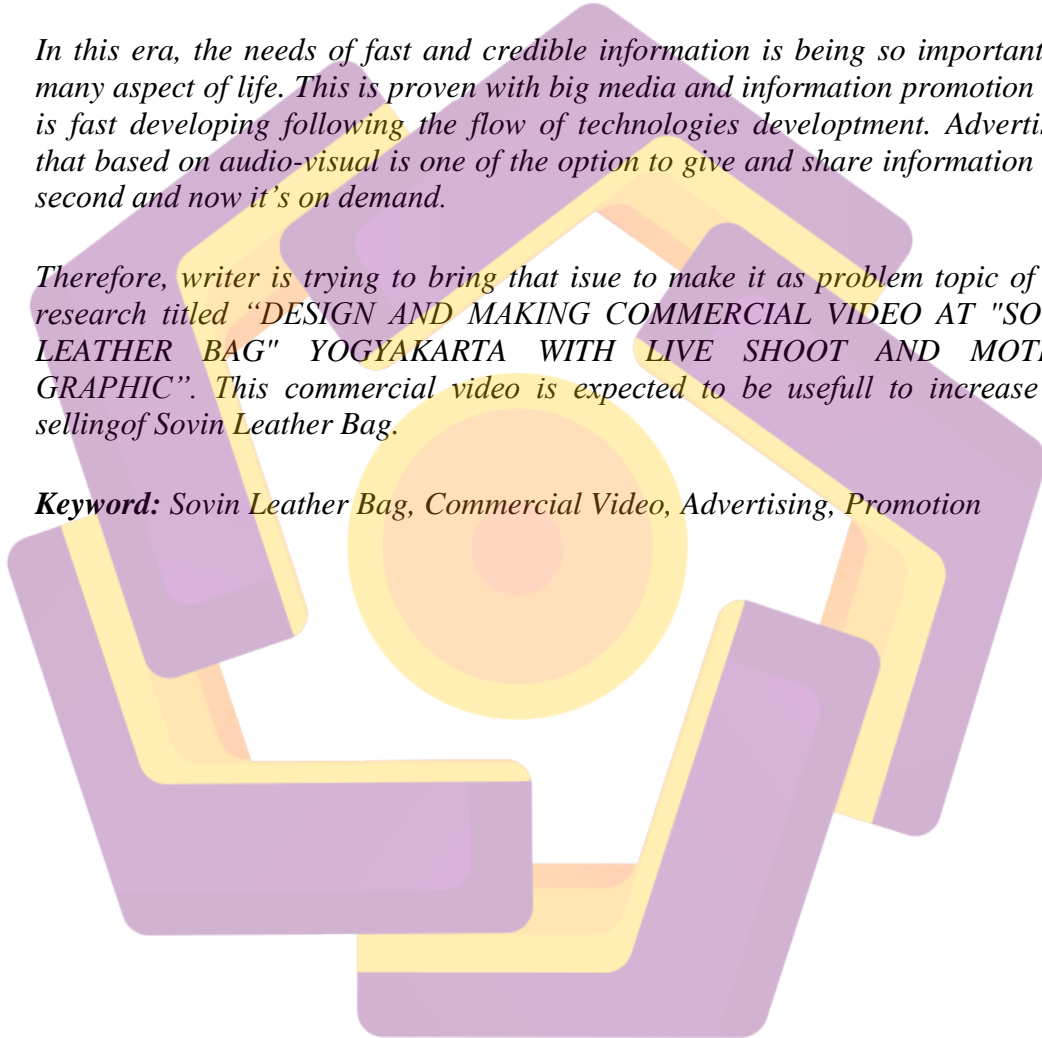 In this era, the needs of fast and credible information is being so important
many aspect of life. This is proven with big media and information promotion
is fast developing following the flow of technologies developtment. Advertis
that based on audio-visual is one of the option to give and share information
second and now it's on demand.
Therefore, writer is trying to bring that isue to make it as problem topic of
research titled “DESIGN AND MAKING COMMERCIAL VIDEO AT "SO
LEATHER BAG" YOGYAKARTA WITH LIVE SHOOT AND MOTI
GRAPHIC”. This commercial video is expected to be usefull to increase
sellingof Sovin Leather Bag.
Keyword: Sovin Leather Bag, Commercial Video, Advertising, Promotion